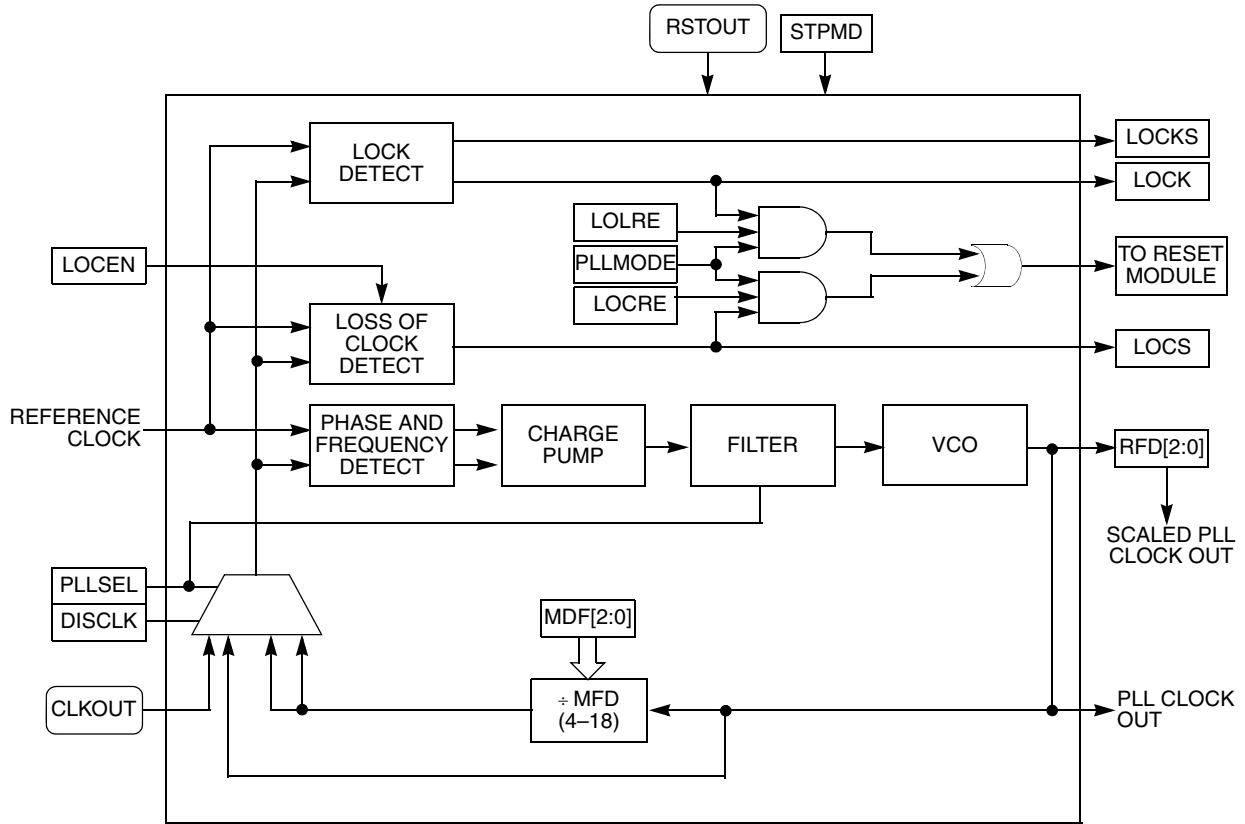 RSTOUT
STPMD
LOCK
DETECT
LOCKS
LOCK
LOLRE
PLLMODE
LOCRE
TO RESET
MODULE
LOCEN
LOSS OF
CLOCK
DETECT
LOCS
REFERENCE
CLOCK
PHASE AND
FREQUENCY
DETECT
CHARGE
PUMP
FILTER
VCO
RFD[2:0]
SCALED PLL
CLOCK OUT
PLLSEL
DISCLK
MDF[2:0]
CLKOUT
÷ MFD
(4–18)
PLL CLOCK
OUT